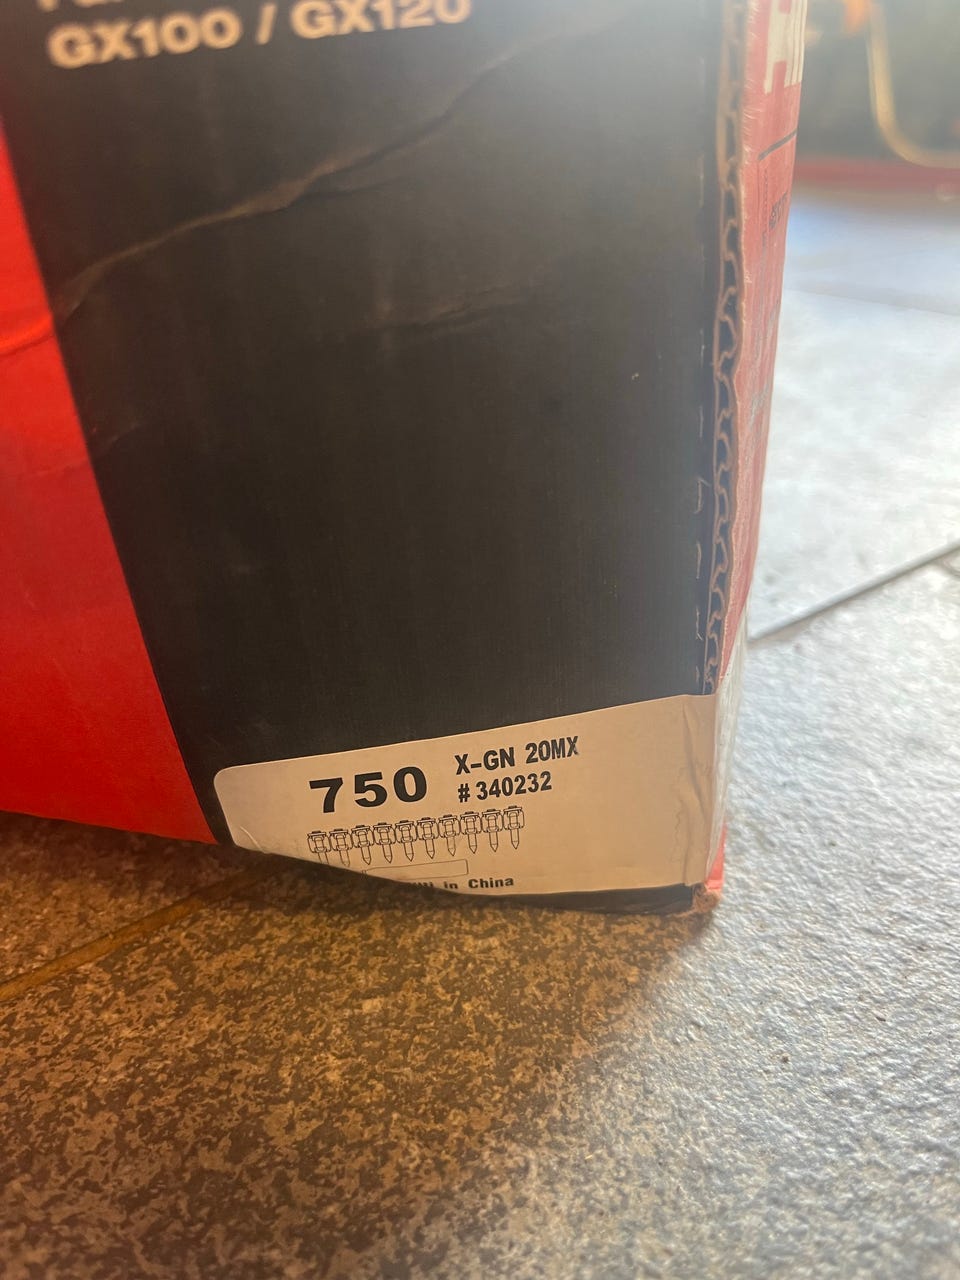 GX100 / GX120
750
X-GN 20MX
#340232
in China